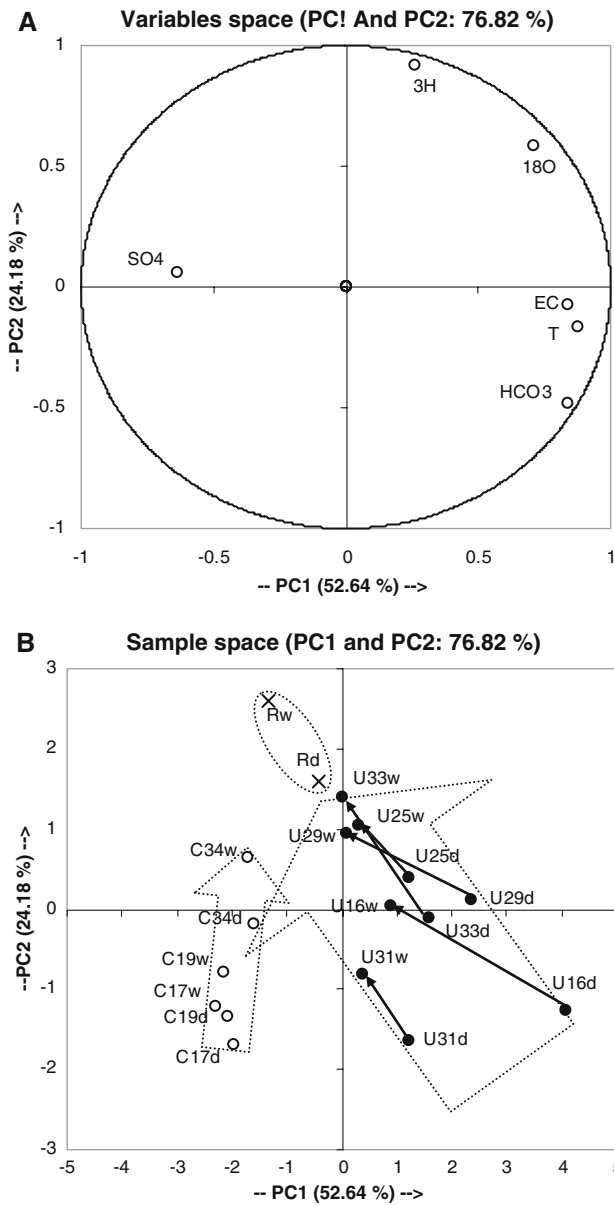 A Variables space (PC! And PC2: 76.82 %)
1
3H
18O
0.5
SO4
0
EC
T
HCO3
-0.5
-1
-1 -0.5 0 0.5 1
-- PC1 (52.64 %) -->
-- PC2 (24.18 %) -->
B Sample space (PC1 and PC2: 76.82 %)
3
Rw
2
Rd
U33w
U25w
1
U29w
C34w
U25d
U29d
U16w
0
C34d
U33d
C19w
U31w
U16d
C17w
-1
C19d
U31d
C17d
-2
-3
-5 -4 -3 -2 -1 0 1 2 3 4 5
-- PC1 (52.64 %) -->
--PC2 (24.18 %) -->